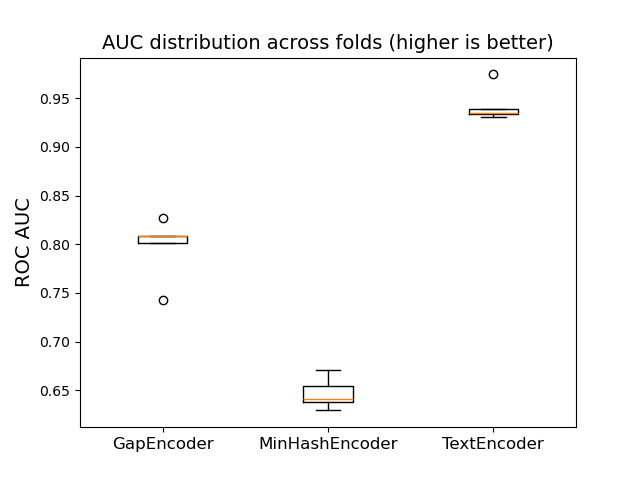 AUC distribution across folds (higher is better)
ROC AUC
0.95
0.90
0.85
0.80
0.75
0.70
0.65
GapEncoder
MinHashEncoder
TextEncoder